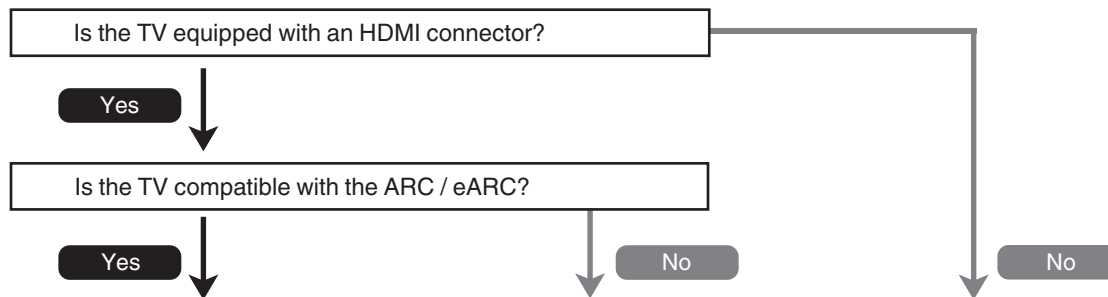 Is the TV equipped with an HDMI connector?
Yes
Is the TV compatible with the ARC / eARC?
Yes
No
No